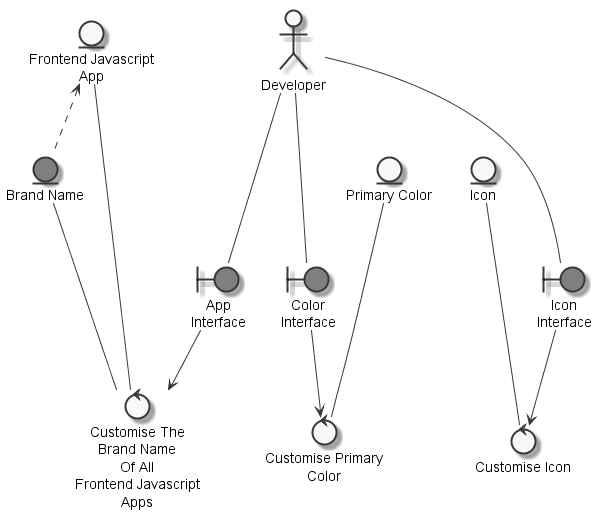 Frontend Javascript
App
Developer
Brand Name
Primary Color
Icon
App
Interface
Color
Interface
Icon
Interface
Customise The
Brand Name
Of All
Frontend Javascript
Apps
Customise Primary
Color
Customise Icon